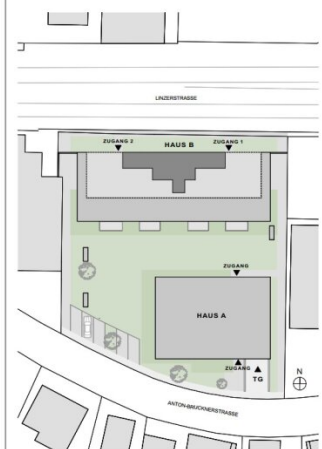 LINZERSTRASSE
ZUGANG 2
HAUS B
ZUGANG 1
ZUGANG
HAUS A
ZUGANG
TG
N
ANTON-BRUCKNERSTRASSE